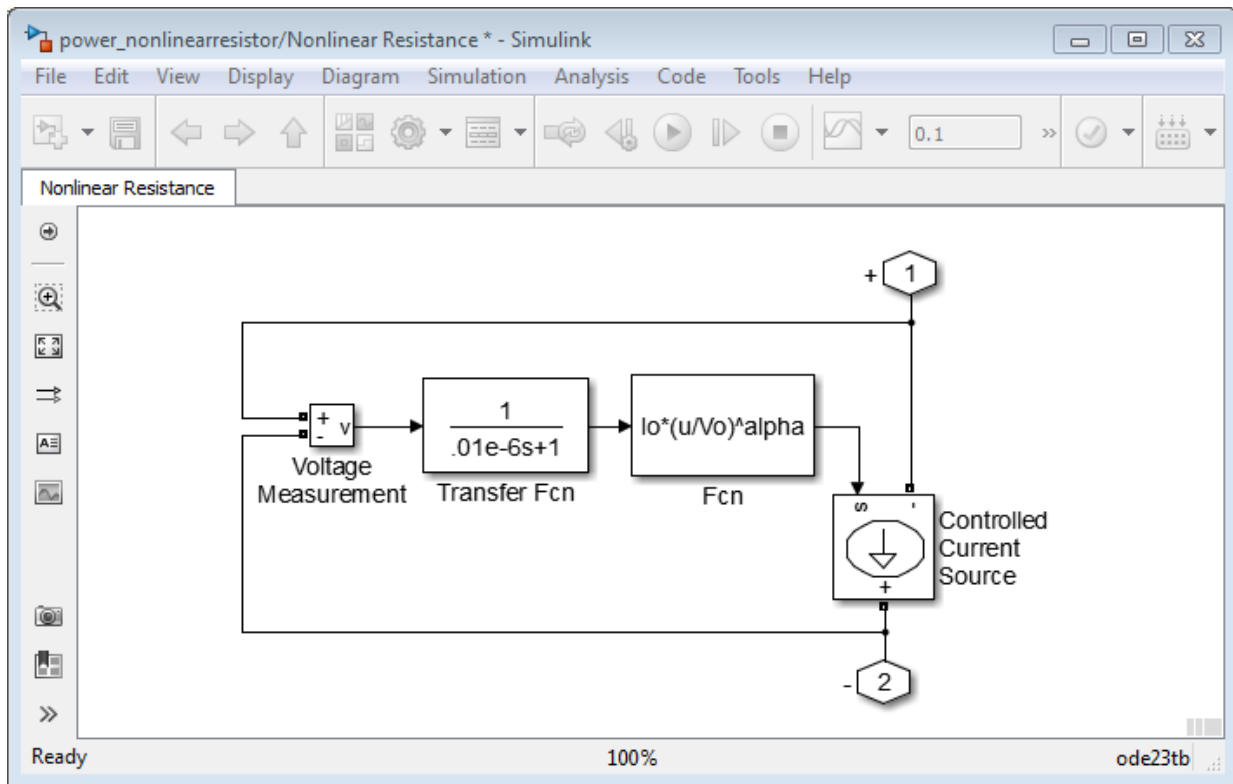 power_nonlinearresistor/Nonlinear Resistance * - Simulink
File Edit View Display Diagram Simulation Analysis Code Tools Help
0.1 »
Nonlinear Resistance
+ 1
+ v
-
1
.01e-6s+1
Io*(u/Vo)^alpha
Voltage
Measurement
Transfer Fcn
Fcn
s -
+
Controlled
Current
Source
- 2
Ready 100% ode23tb